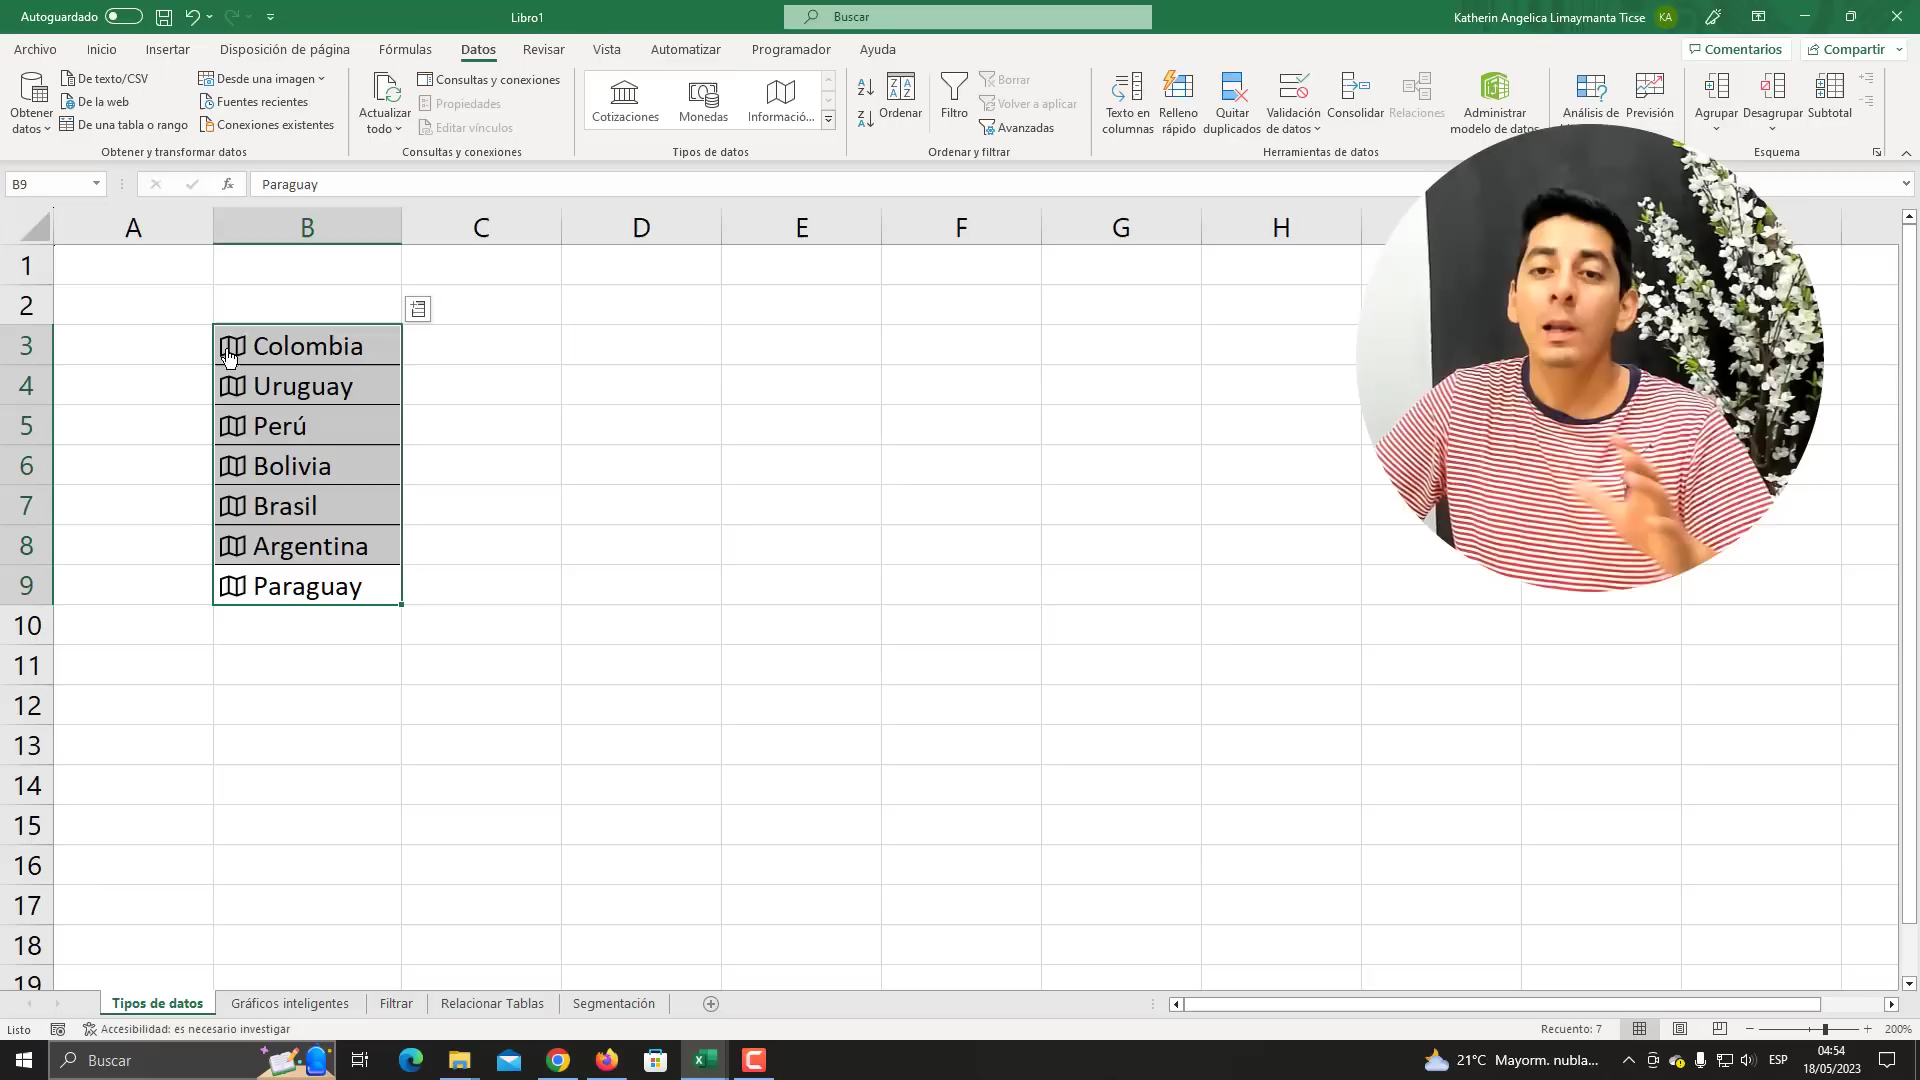 Autoguardado
Libro1
Buscar
Katherin Angelica Limaymanta Ticse KA
Archivo Inicio Insertar Disposición de página Fórmulas Datos Revisar Vista Automatizar Programador Ayuda
Comentarios Compartir
Obtener datos
De texto/CSV
De la web
De una tabla o rango
Desde una imagen
Fuentes recientes
Conexiones existentes
Obtener y transformar datos
Actualizar todo
Consultas y conexiones
Propiedades
Editar vínculos
Consultas y conexiones
Cotizaciones Monedas Informació...
Tipos de datos
Ordenar
Filtro
Borrar
Volver a aplicar
Avanzadas
Ordenar y filtrar
Texto en columnas
Relleno rápido
Quitar duplicados
Validación de datos
Consolidar
Relaciones
Administrar modelo de datos
Herramientas de datos
Análisis de
Previsión
Agrupar Desagrupar Subtotal
Esquema
B9
fx
Paraguay
A B C D E F G H
1
2
3 Colombia
4 Uruguay
5 Perú
6 Bolivia
7 Brasil
8 Argentina
9 Paraguay
10
11
12
13
14
15
16
17
18
19
Tipos de datos Gráficos inteligentes Filtrar Relacionar Tablas Segmentación
Listo
Accesibilidad: es necesario investigar
Recuento: 7
200%
Buscar
21°C Mayorm. nubla...
ESP
04:54
18/05/2023